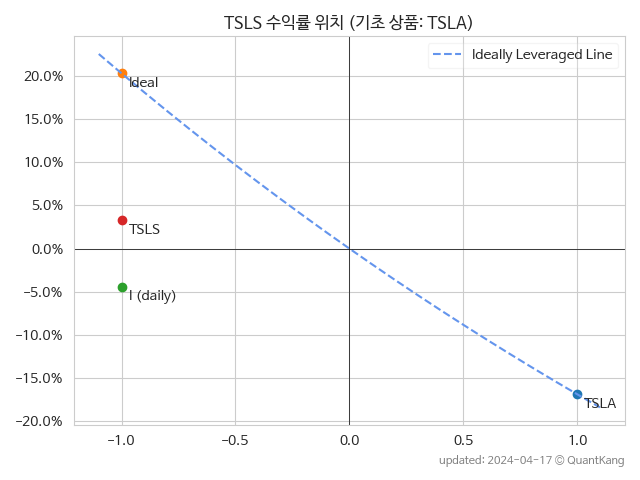 TSLS 수익률 위치 (기초 상품: TSLA)
Ideally Leveraged Line
20.0%
15.0%
10.0%
5.0%
0.0%
−5.0%
−10.0%
−15.0%
−20.0%
Ideal
TSLS
I (daily)
TSLA
−1.0 −0.5 0.0 0.5 1.0
updated: 2024-04-17 © QuantKang